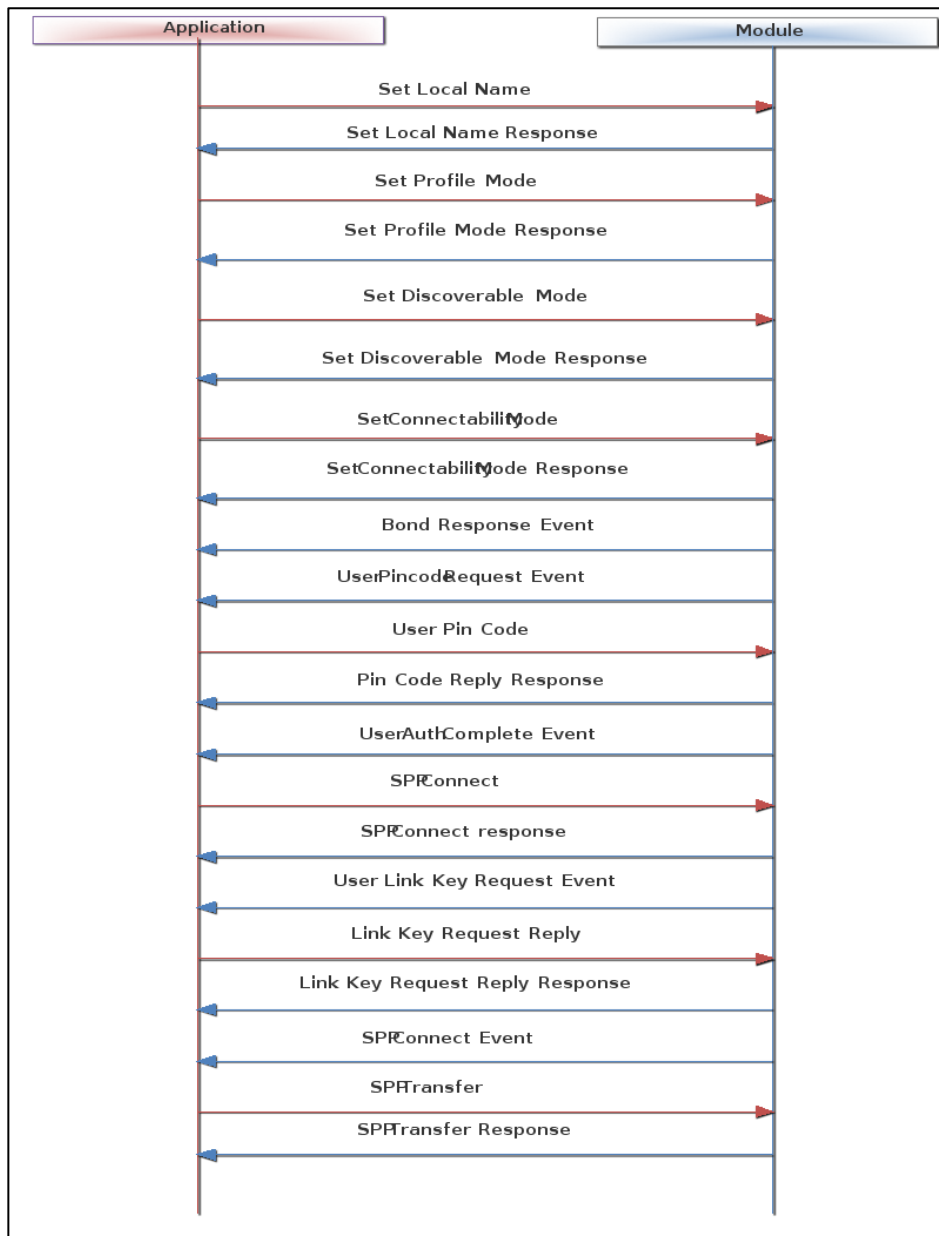 Application
Module
Set Local Name
Set Local Name Response
Set Profile Mode
Set Profile Mode Response
Set Discoverable Mode
Set Discoverable Mode Response
SetConnectabilityMode
SetConnectabilityMode Response
Bond Response Event
UserPincodeRequest Event
User Pin Code
Pin Code Reply Response
UserAuthComplete Event
SPPConnect
SPPConnect response
User Link Key Request Event
Link Key Request Reply
Link Key Request Reply Response
SPPConnect Event
SPPTransfer
SPPTransfer Response